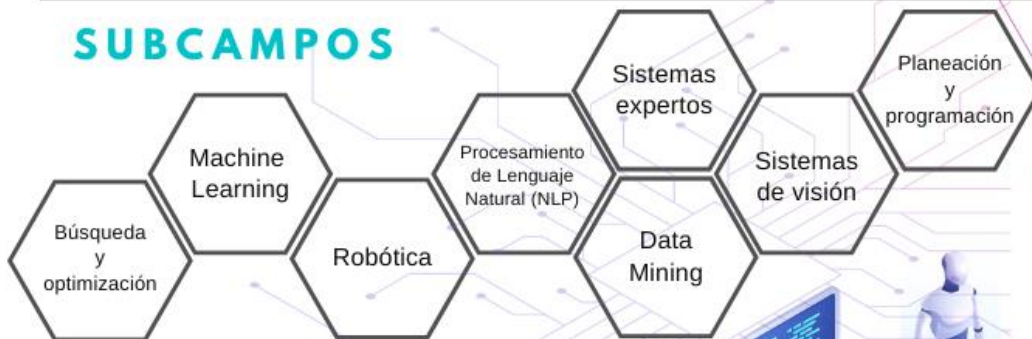 SUBCAMPOS
Búsqueda
y
optimización
Machine
Learning
Robótica
Procesamiento
de Lenguaje
Natural (NLP)
Sistemas
expertos
Data
Mining
Sistemas
de visión
Planeación
y
programación